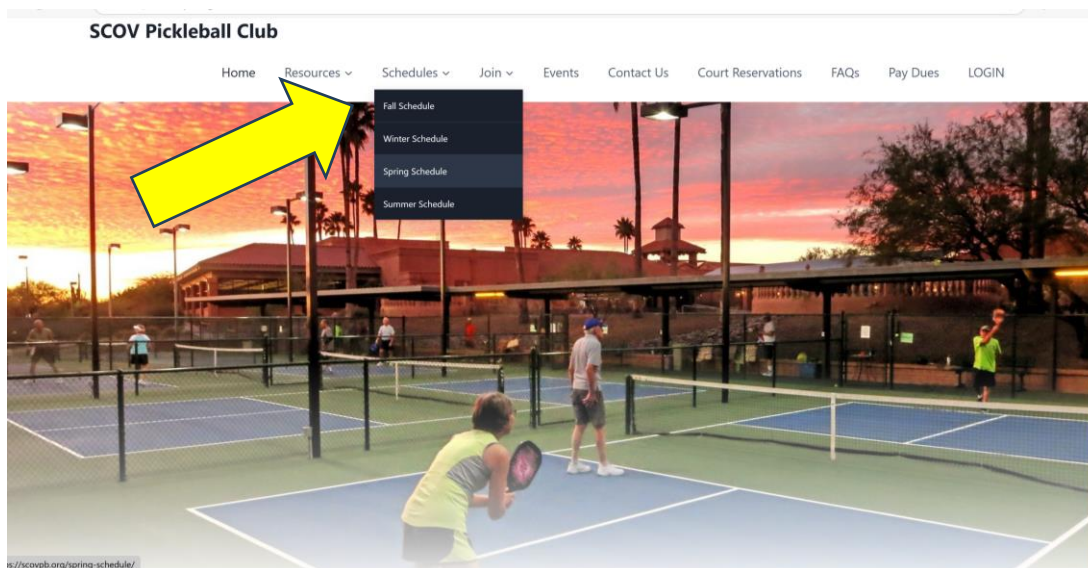 SCOV Pickleball Club
Home Resources Schedules Join Events Contact Us Court Reservations FAQs Pay Dues LOGIN
Fall Schedule
Winter Schedule
Spring Schedule
Summer Schedule
s://scovpb.org/spring-schedule/